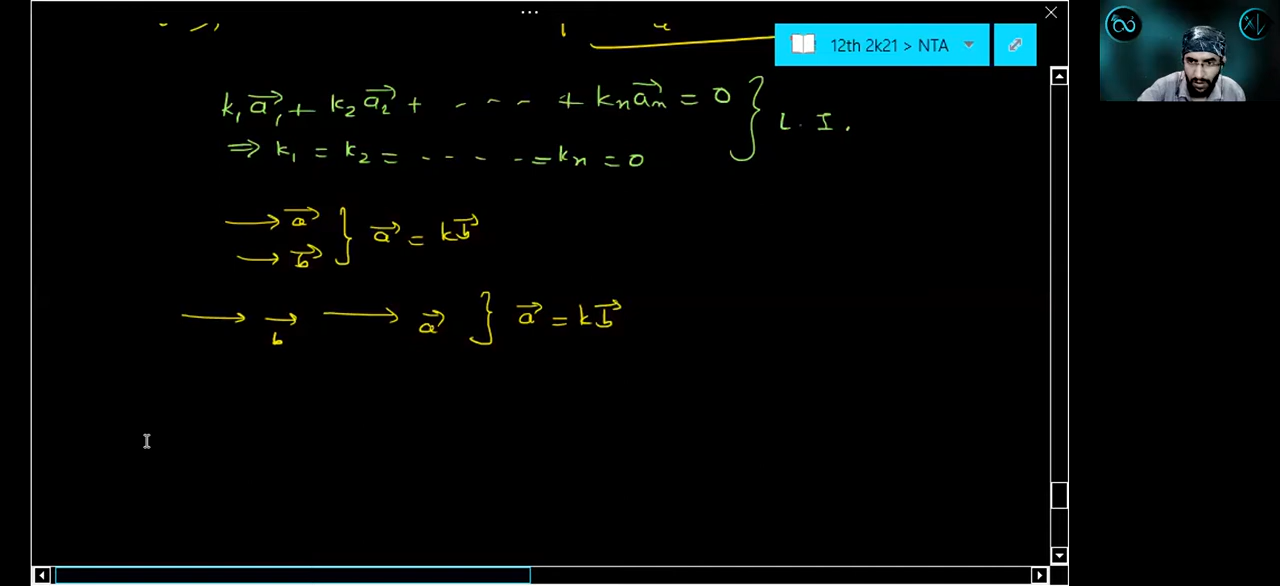 12th 2k21 > NTA
k₁a⃗₁ + k₂a⃗₂ + - - - - + kₙa⃗ₙ = 0 } L. I.
⇒ k₁ = k₂ = - - - - - = kₙ = 0
⟶ a⃗
⟶ b⃗ } a⃗ = kb⃗
⟶ b⃗ ⟶ a⃗ } a⃗ = kb⃗